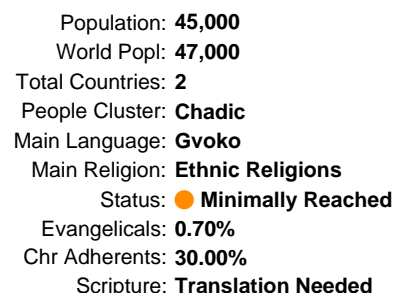 Population: 45,000
World Popl: 47,000
Total Countries: 2
People Cluster: Chadic
Main Language: Gvoko
Main Religion: Ethnic Religions
Status: Minimally Reached
Evangelicals: 0.70%
Chr Adherents: 30.00%
Scripture: Translation Needed